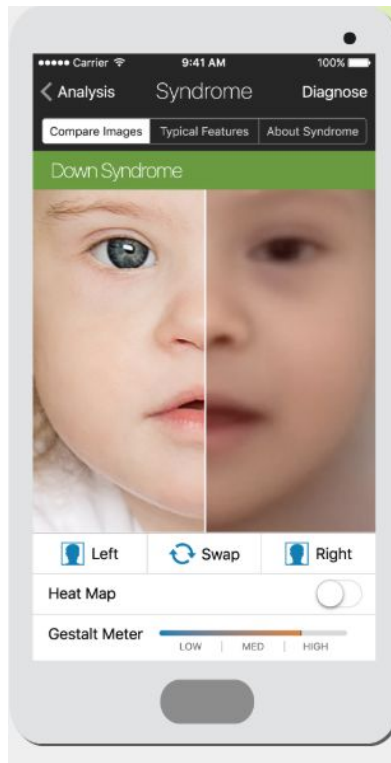 Carrier 9:41 AM 100%
Analysis Syndrome Diagnose
Compare Images Typical Features About Syndrome
Down Syndrome
Left Swap Right
Heat Map
Gestalt Meter
LOW | MED | HIGH